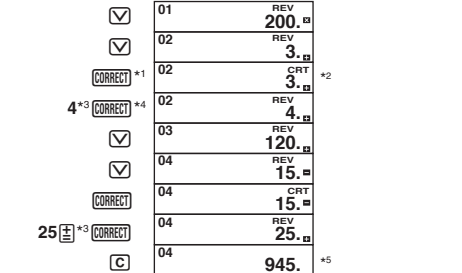 01 REV
200. ×
02 REV
3. +
CORRECT *1 02 CRT
3. + *2
4*3 CORRECT *4 02 REV
4. +
03 REV
120. +
04 REV
15. −
CORRECT 04 CRT
15. −
25 ± *3 CORRECT 04 REV
25. +
C 04
945. *5